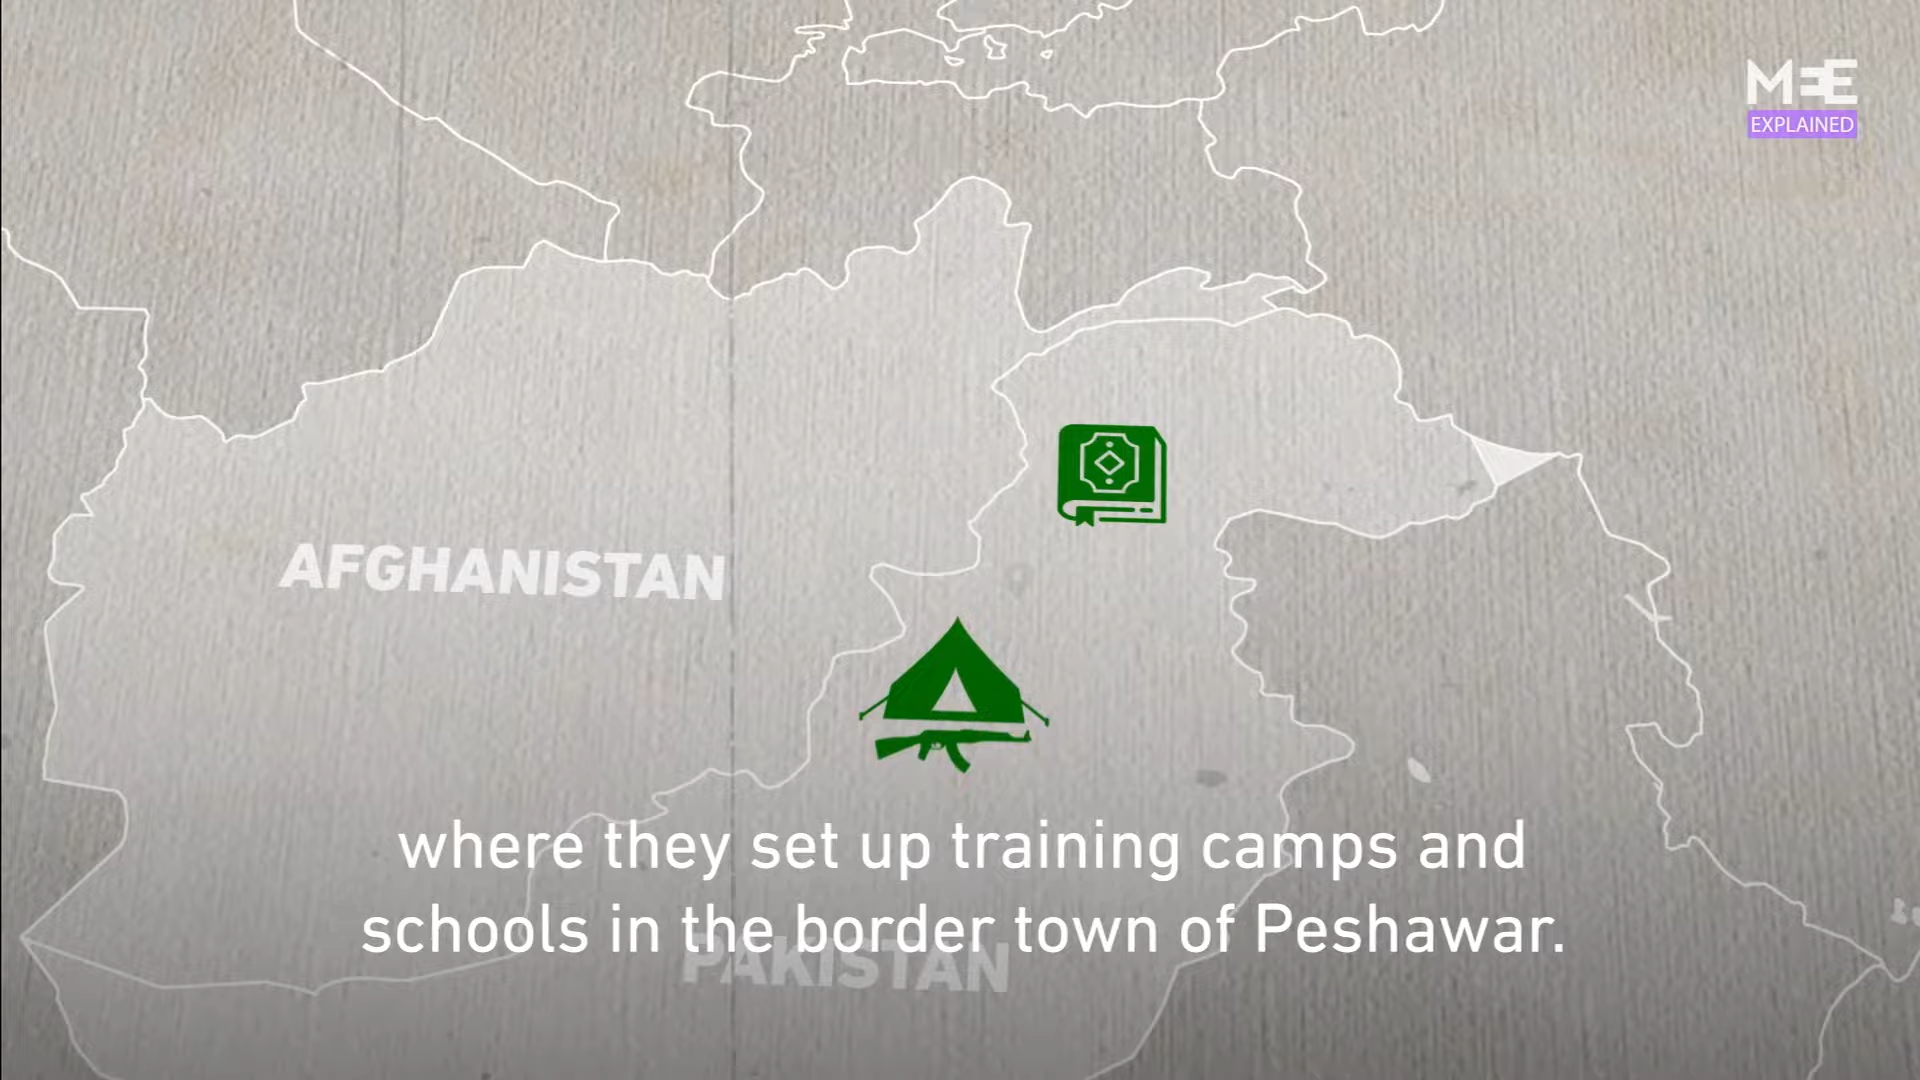 MEE
EXPLAINED
AFGHANISTAN
where they set up training camps and
schools in the border town of Peshawar.
PAKISTAN